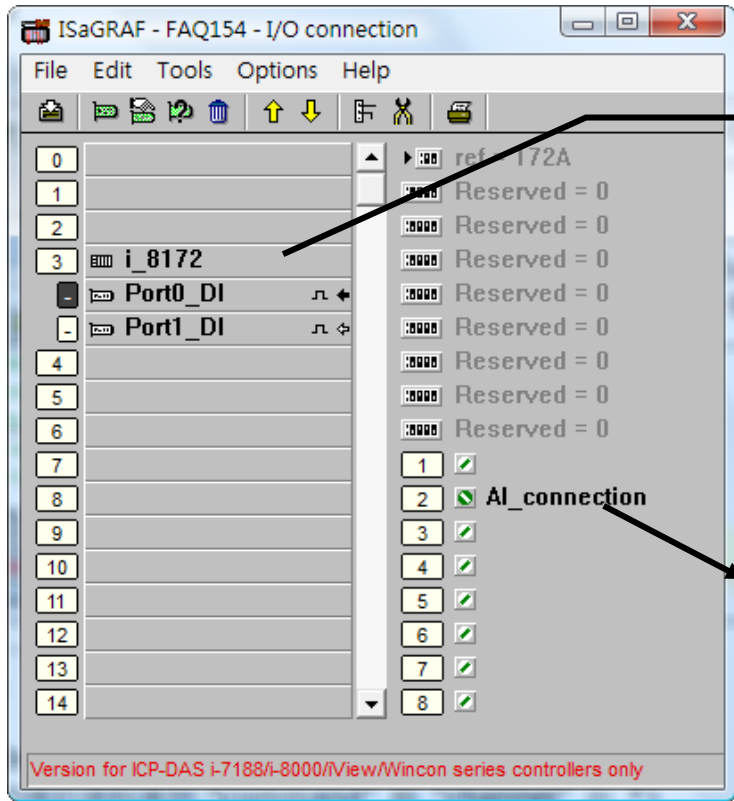 ISaGRAF - FAQ154 - I/O connection
File Edit Tools Options Help
0
1
2
3 i_8172
- Port0_DI
- Port1_DI
4
5
6
7
8
9
10
11
12
13
14
ref = 172A
Reserved = 0
Reserved = 0
Reserved = 0
Reserved = 0
Reserved = 0
Reserved = 0
Reserved = 0
Reserved = 0
1
2 AI_connection
3
4
5
6
7
8
Version for ICP-DAS i-7188/i-8000/iView/Wincon series controllers only